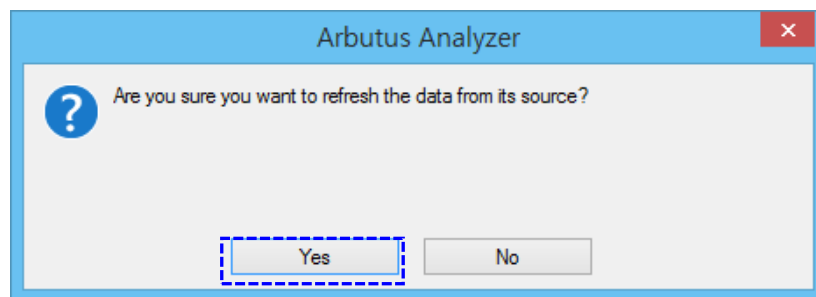 Arbutus Analyzer
Are you sure you want to refresh the data from its source?
Yes No